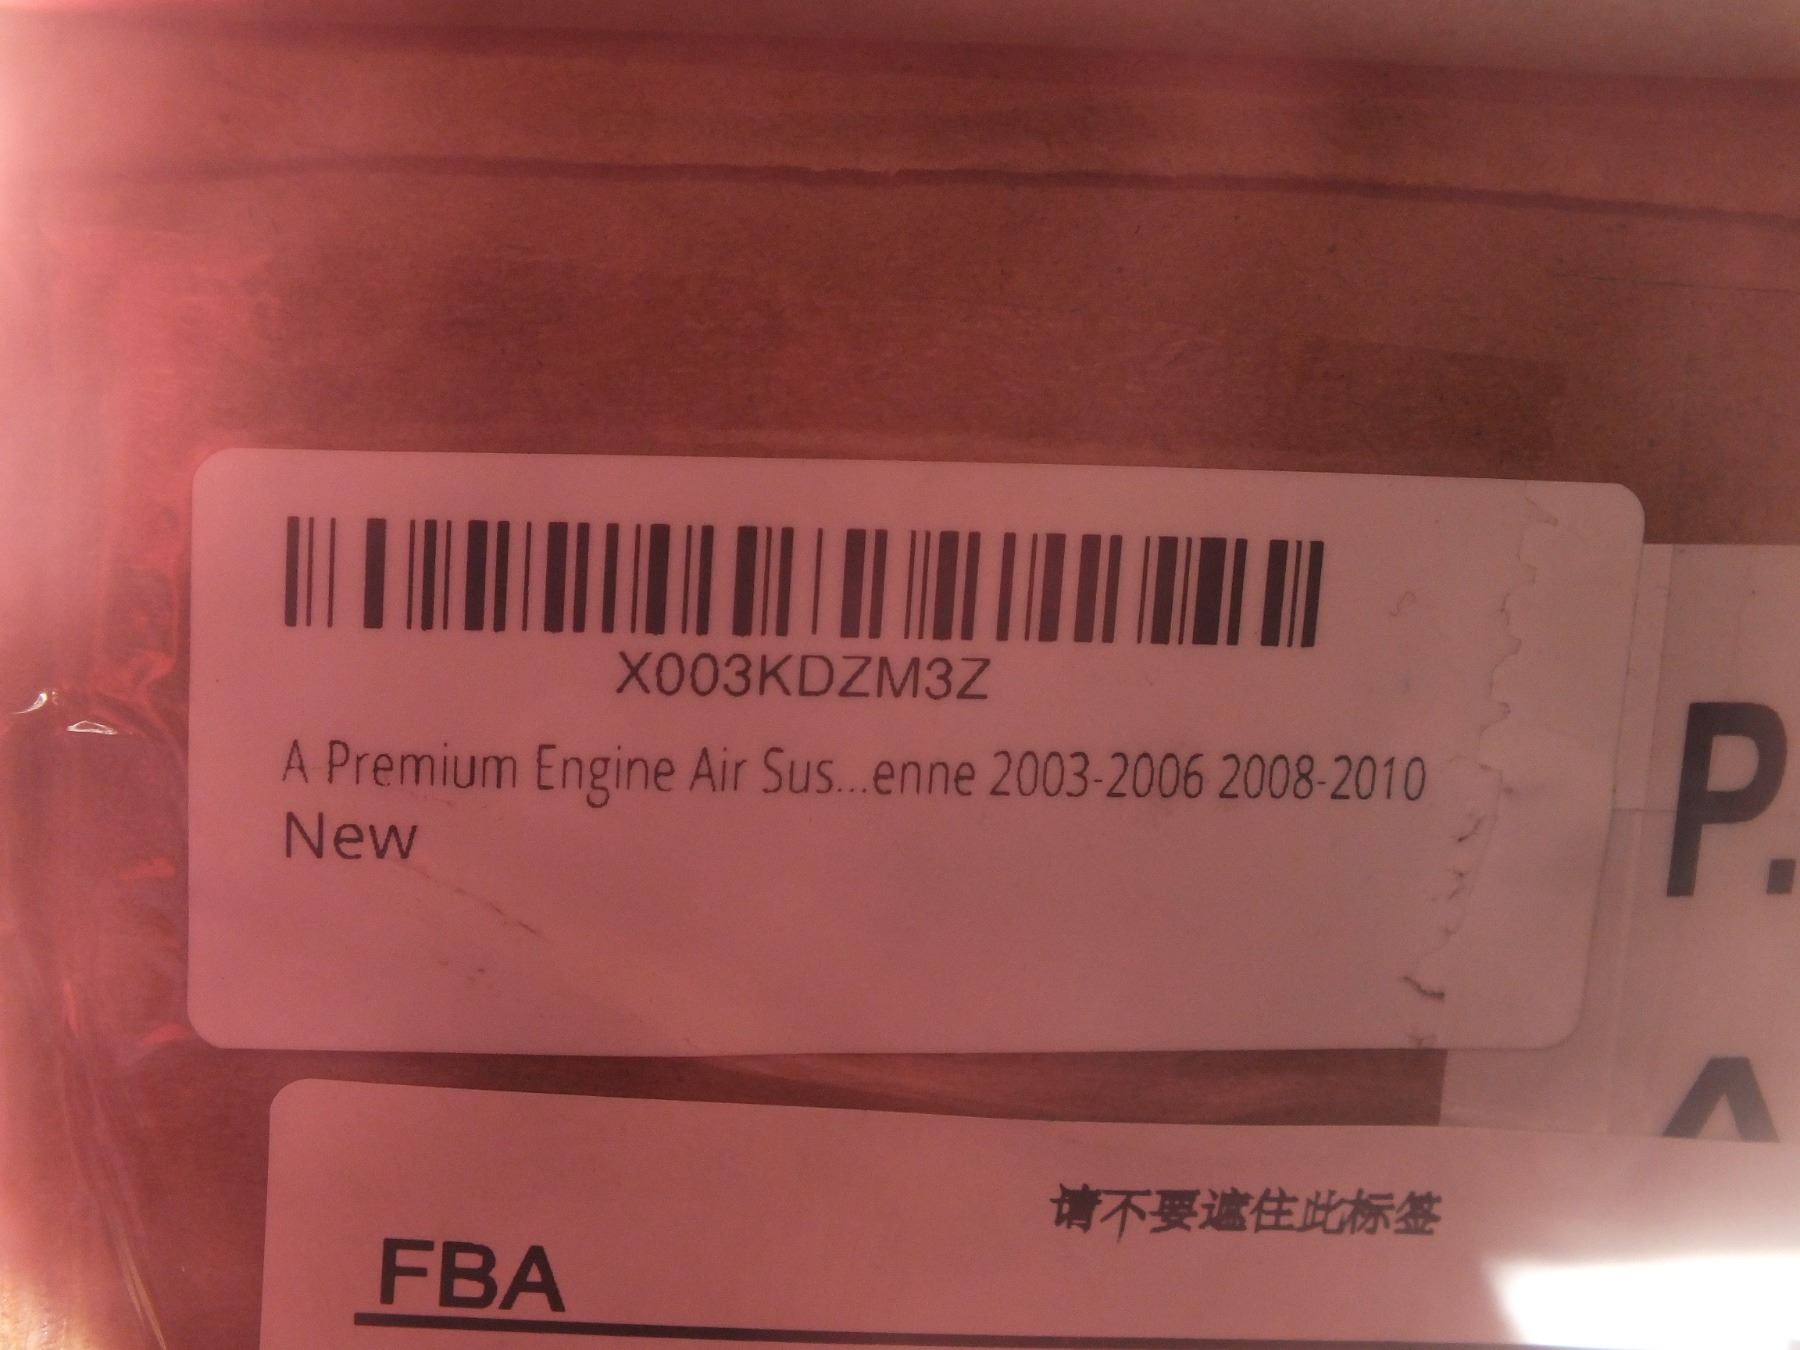 X003KDZM3Z
A Premium Engine Air Sus...enne 2003-2006 2008-2010
New
P.
请不要遮住此标签
FBA